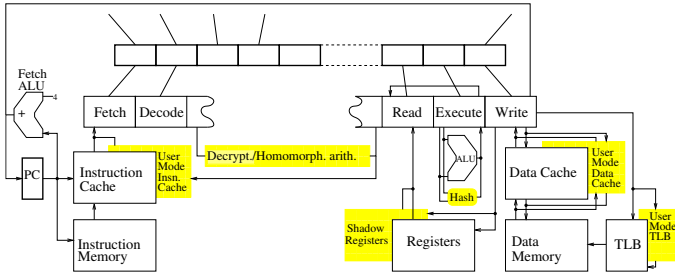 Fetch
ALU
4
+
Fetch
Decode
Read
Execute
Write
Decrypt./Homomorph. arith.
ALU
Hash
PC
Instruction
Cache
User
Mode
Insn.
Cache
Data Cache
User
Mode
Data
Cache
Instruction
Memory
Shadow
Registers
Registers
Data
Memory
TLB
User
Mode
TLB